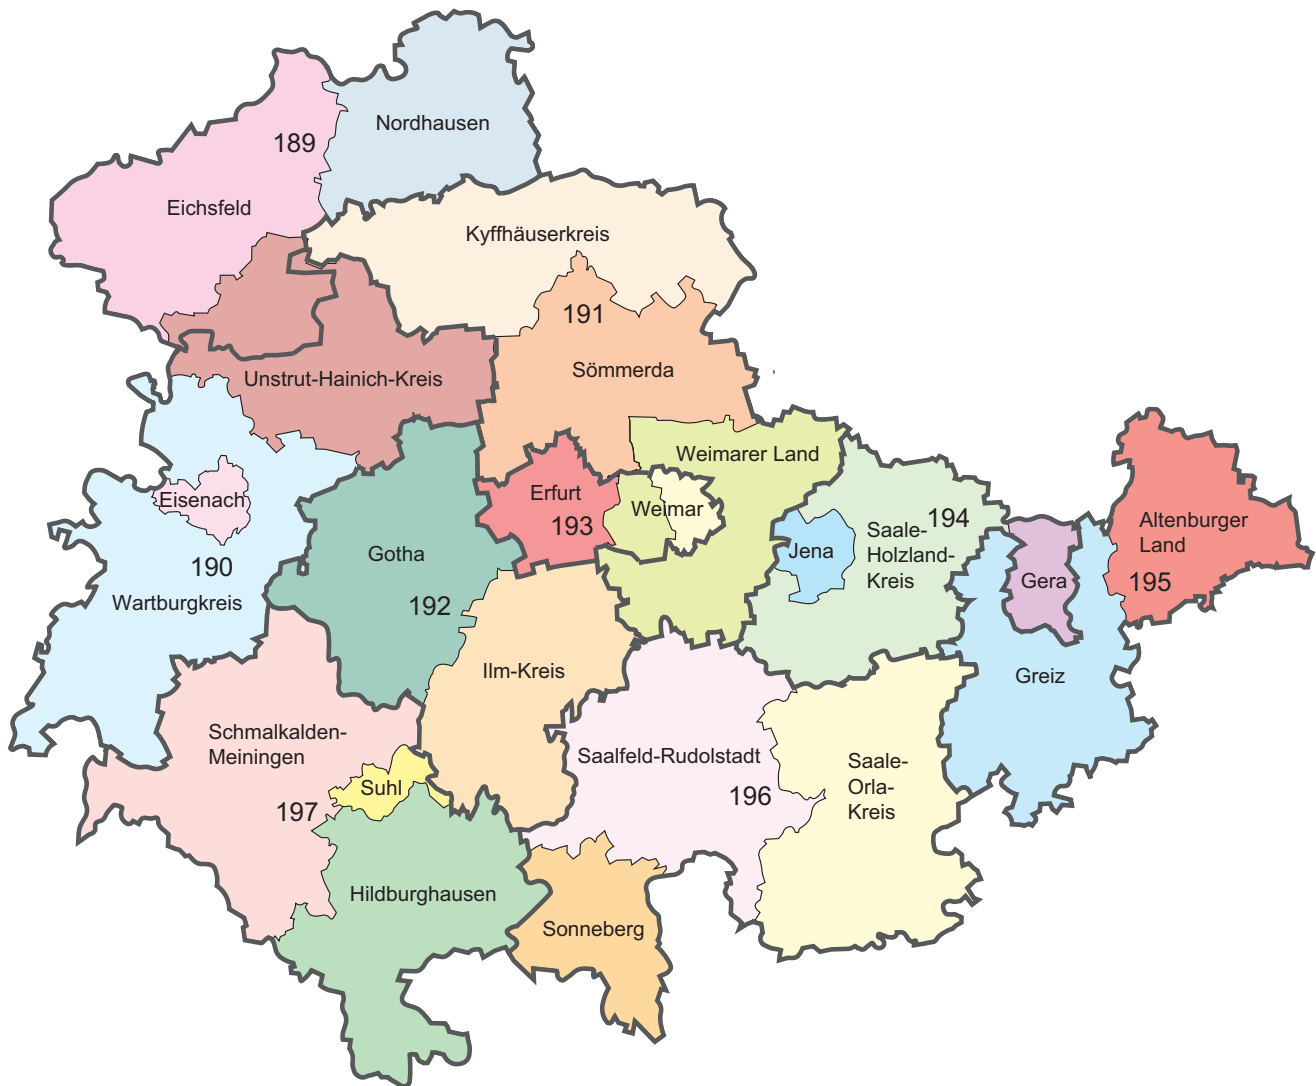 Nordhausen
189
Eichsfeld
Kyffhäuserkreis
191
Sömmerda
Unstrut-Hainich-Kreis
Weimarer Land
Eisenach
Erfurt
193
Weimar
194
Saale-
Holzland-
Kreis
Jena
Altenburger
Land
195
Gotha
192
190
Wartburgkreis
Gera
Greiz
Ilm-Kreis
Schmalkalden-
Meiningen
Saalfeld-Rudolstadt
196
Saale-
Orla-
Kreis
Suhl
197
Hildburghausen
Sonneberg